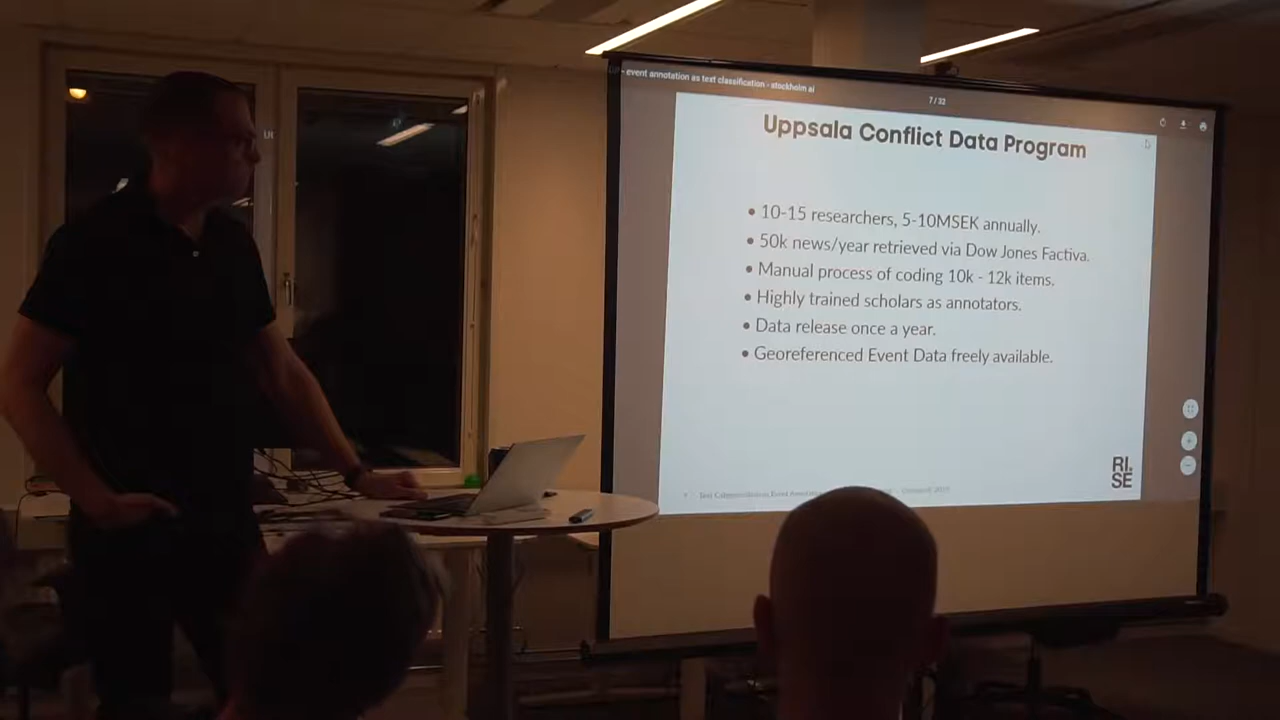 - event annotation as text classification - stockholm ai
7 / 32
Uppsala Conflict Data Program
• 10-15 researchers, 5-10MSEK annually.
• 50k news/year retrieved via Dow Jones Factiva.
• Manual process of coding 10k - 12k items.
• Highly trained scholars as annotators.
• Data release once a year.
• Georeferenced Event Data freely available.
RI.
SE